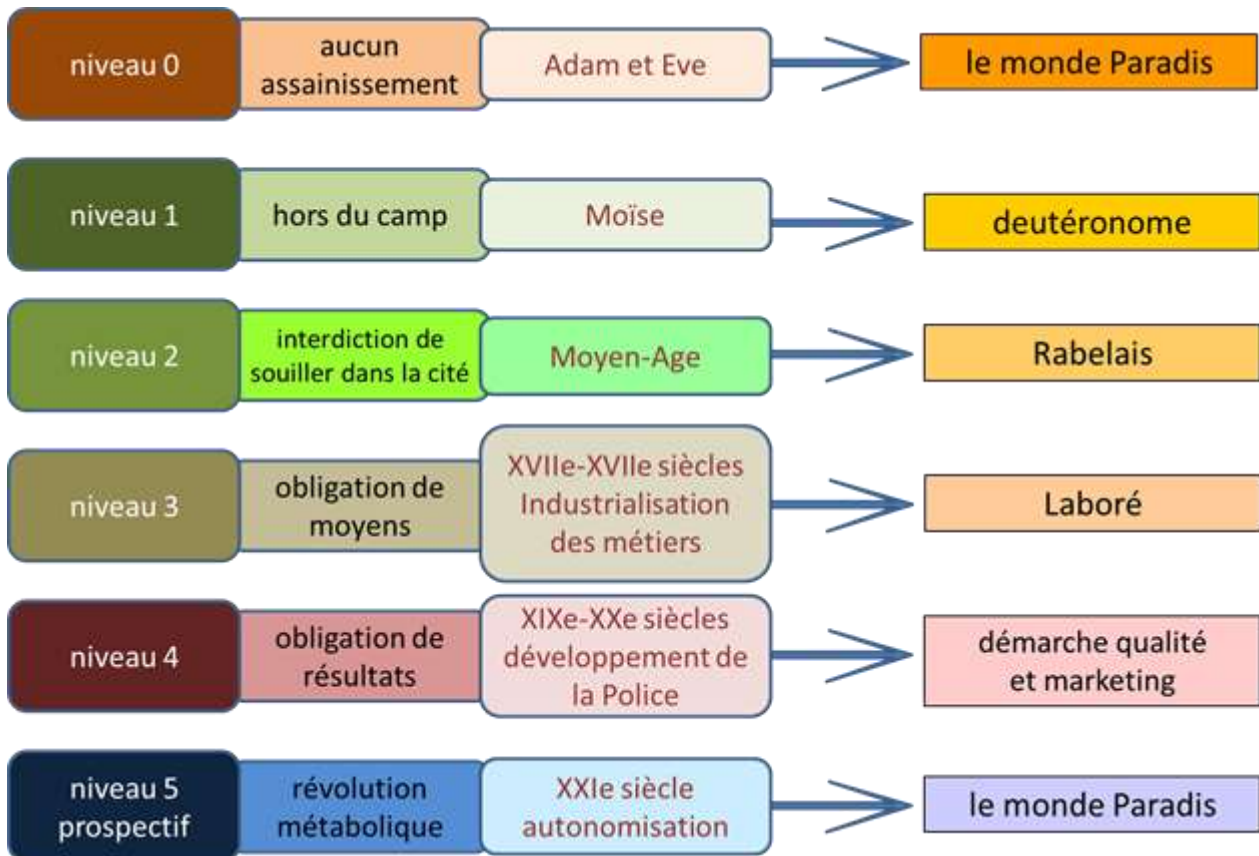 niveau 0
aucun
assainissement
Adam et Eve
le monde Paradis
niveau 1
hors du camp
Moïse
deutéronome
niveau 2
interdiction de
souiller dans la cité
Moyen-Age
Rabelais
niveau 3
obligation de
moyens
XVIIe-XVIIe siècles
Industrialisation
des métiers
Laboré
niveau 4
obligation de
résultats
XIXe-XXe siècles
développement de
la Police
démarche qualité
et marketing
niveau 5
prospectif
révolution
métabolique
XXIe siècle
autonomisation
le monde Paradis